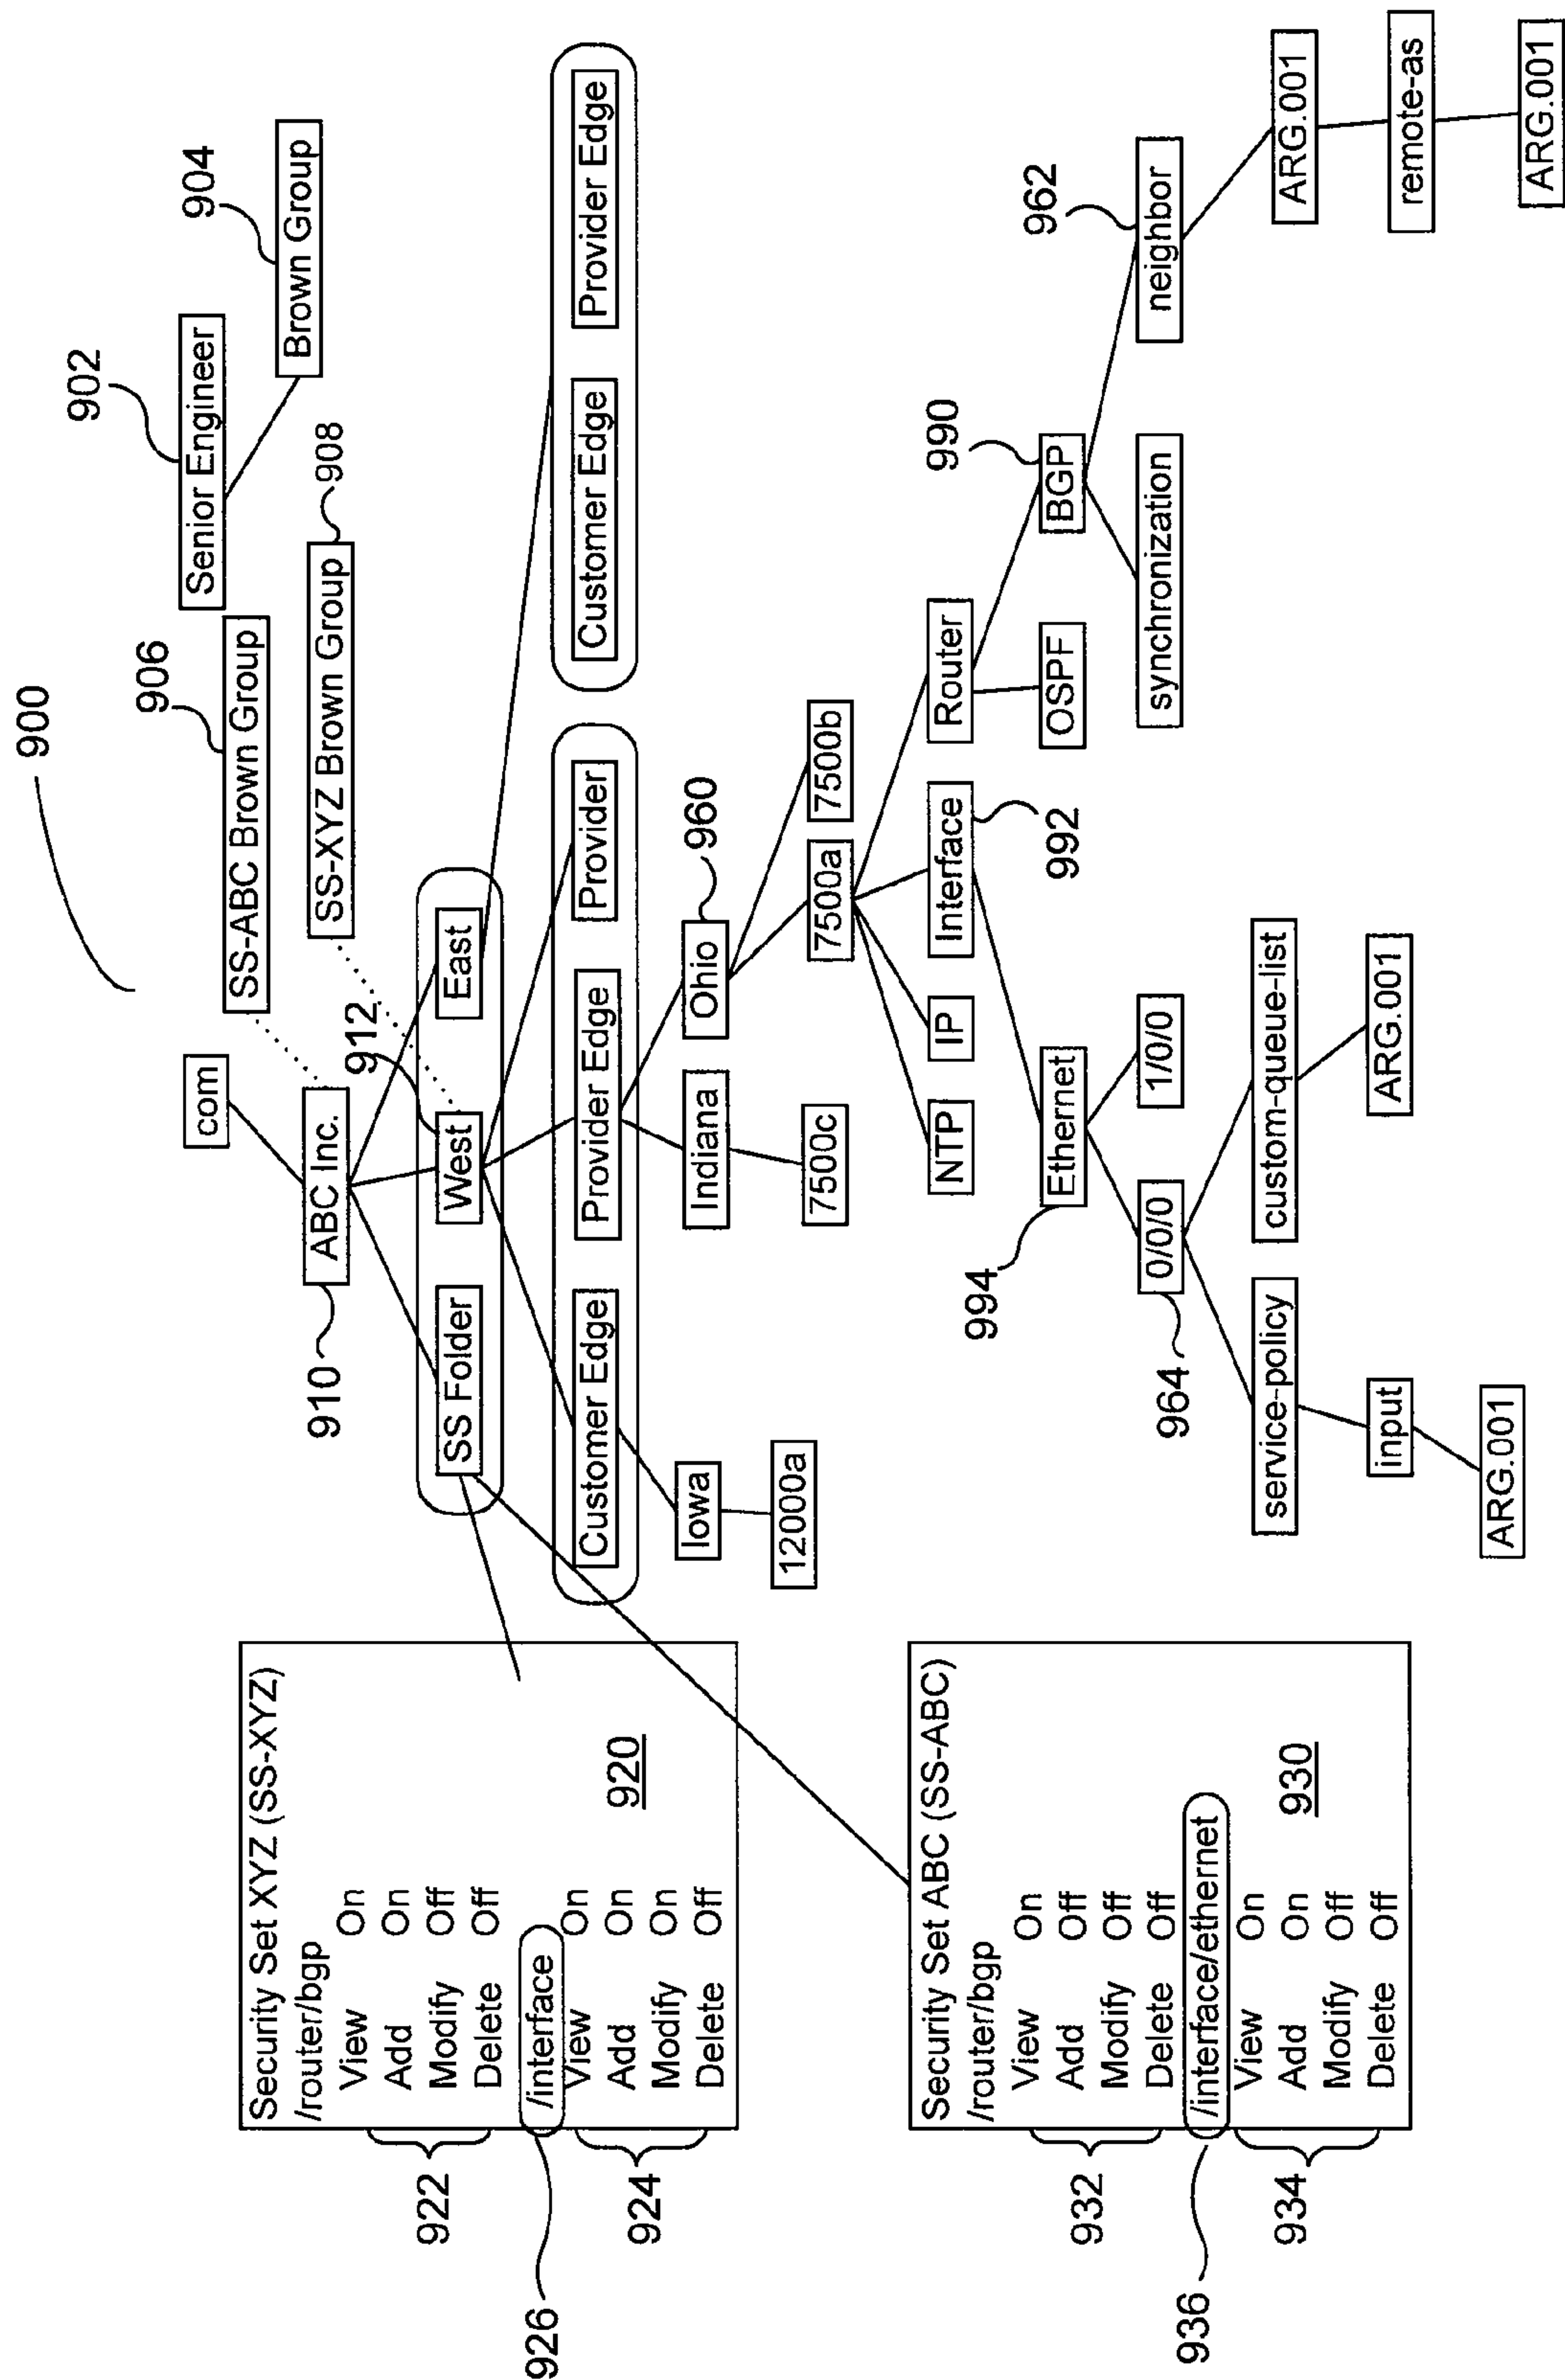 900
902
Senior Engineer
904
Brown Group
906
SS-ABC Brown Group
SS-XYZ Brown Group
908
com
910
ABC Inc.
912
SS Folder
West
East
Customer Edge
Provider Edge
Provider
Customer Edge
Provider Edge
Iowa
12000a
Indiana
7500c
Ohio
960
7500a
7500b
NTP
IP
Interface
992
Router
994
Ethernet
OSPF
BGP
990
964
0/0/0
1/0/0
synchronization
neighbor
962
service-policy
custom-queue-list
ARG.001
input
ARG.001
remote-as
ARG.001
ARG.001
Security Set XYZ (SS-XYZ)
/router/bgp
View On
Add On
Modify Off
Delete Off
922
/interface
926
View On
Add On
Modify On
Delete Off
924
920
Security Set ABC (SS-ABC)
/router/bgp
View On
Add Off
Modify Off
Delete Off
932
/interface/ethernet
936
View On
Add On
Modify Off
Delete Off
934
930